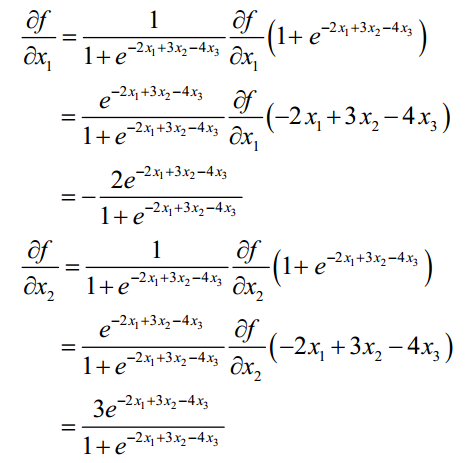 ∂f/∂x₁ = 1/(1+e^(−2x₁+3x₂−4x₃)) ∂f/∂x₁ (1+e^(−2x₁+3x₂−4x₃))
= e^(−2x₁+3x₂−4x₃)/(1+e^(−2x₁+3x₂−4x₃)) ∂f/∂x₁ (−2x₁+3x₂−4x₃)
= −2e^(−2x₁+3x₂−4x₃)/(1+e^(−2x₁+3x₂−4x₃))
∂f/∂x₂ = 1/(1+e^(−2x₁+3x₂−4x₃)) ∂f/∂x₂ (1+e^(−2x₁+3x₂−4x₃))
= e^(−2x₁+3x₂−4x₃)/(1+e^(−2x₁+3x₂−4x₃)) ∂f/∂x₂ (−2x₁+3x₂−4x₃)
= 3e^(−2x₁+3x₂−4x₃)/(1+e^(−2x₁+3x₂−4x₃))